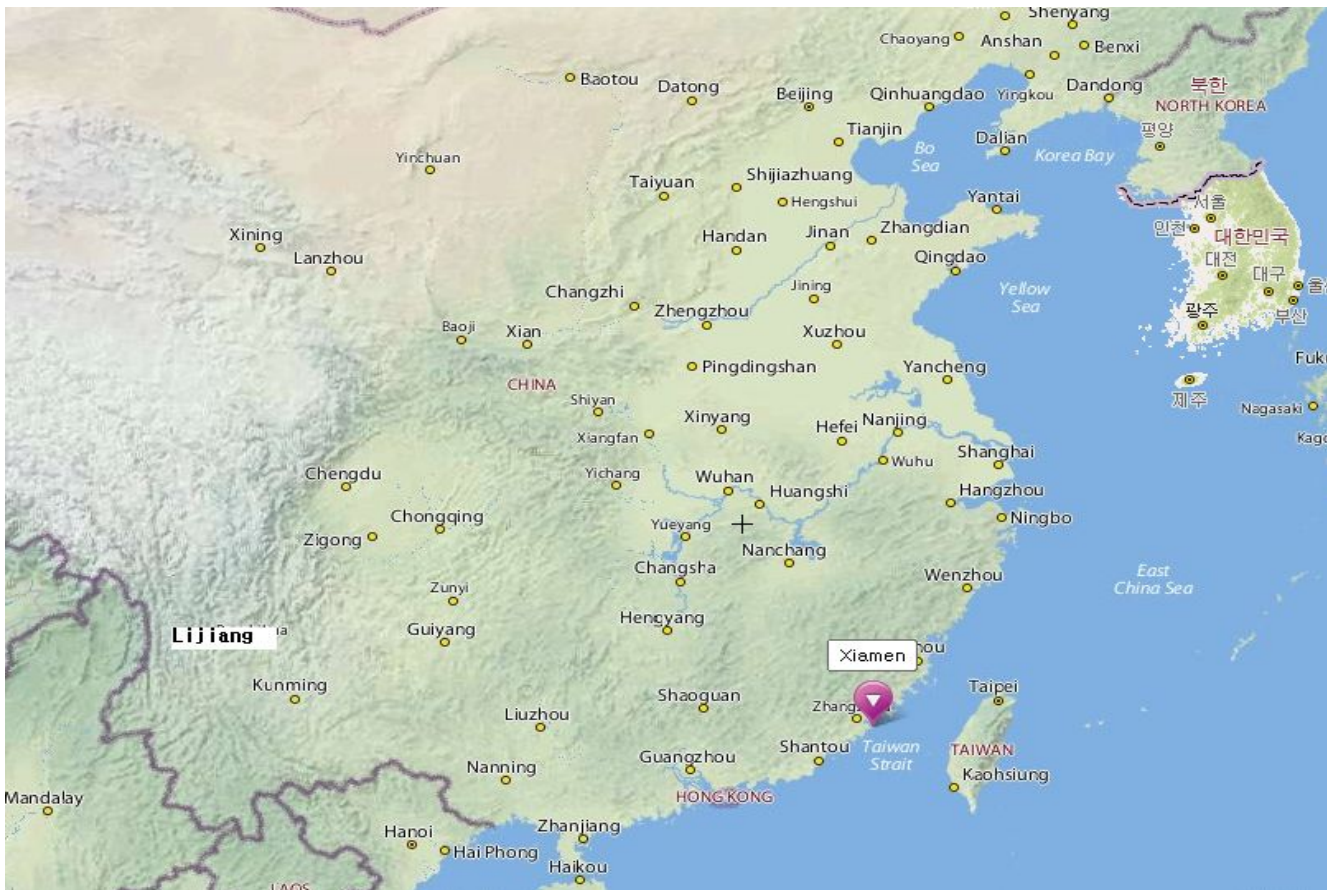 Shenyang
Chaoyang
Anshan
Benxi
Baotou
Datong
Beijing
Qinhuangdao
Yingkou
Dandong
북한
NORTH KOREA
Tianjin
Dalian
평양
Bo
Sea
Korea Bay
Yinchuan
Taiyuan
Shijiazhuang
Hengshui
Yantai
서울
인천
대한민국
Xining
Lanzhou
Handan
Jinan
Zhangdian
Qingdao
대전
대구
Changzhi
Jining
Yellow
Sea
Zhengzhou
광주
부산
Baoji
Xian
Xuzhou
Pingdingshan
Yancheng
CHINA
제주
Nagasaki
Shiyan
Xinyang
Hefei
Nanjing
Xiangfan
Wuhu
Shanghai
Chengdu
Yichang
Wuhan
Huangshi
Hangzhou
Chongqing
Yueyang
Ningbo
Zigong
Nanchang
Changsha
Wenzhou
East
China Sea
Zunyi
Hengyang
Guiyang
Lijiang
Xiamen
Kunming
Shaoguan
Taipei
Liuzhou
Shantou
Taiwan
Strait
TAIWAN
Guangzhou
Nanning
Kaohsiung
HONG KONG
Mandalay
Hanoi
Zhanjiang
Hai Phong
Haikou
LAOS